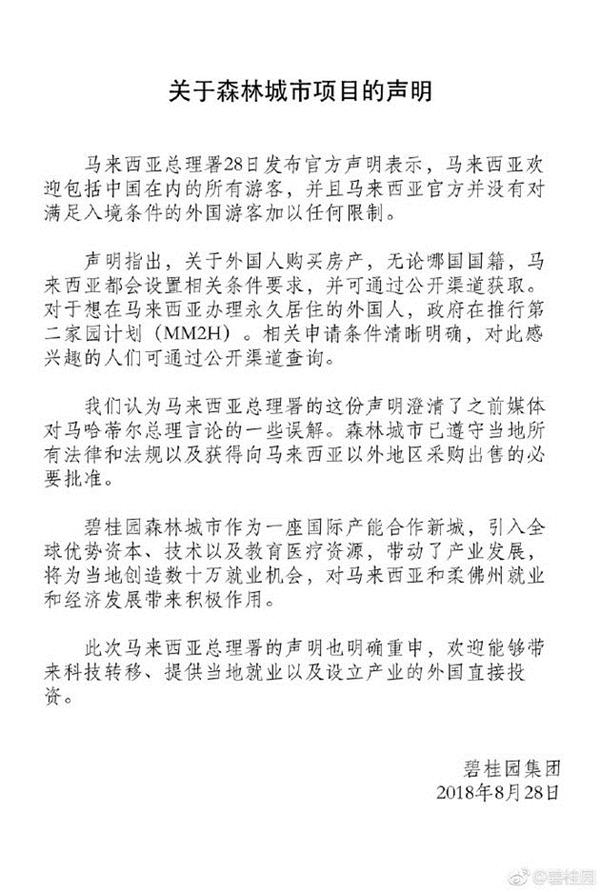 关于森林城市项目的声明
马来西亚总理署28日发布官方声明表示，马来西亚欢
迎包括中国在内的所有游客，并且马来西亚官方并没有对
满足入境条件的外国游客加以任何限制。
声明指出，关于外国人购买房产，无论哪国国籍，马
来西亚都会设置相关条件要求，并可通过公开渠道获取。
对于想在马来西亚办理永久居住的外国人，政府在推行第
二家园计划（MM2H）。相关申请条件清晰明确，对此感
兴趣的人们可通过公开渠道查询。
我们认为马来西亚总理署的这份声明澄清了之前媒体
对马哈蒂尔总理言论的一些误解。森林城市已遵守当地所
有法律和法规以及获得向马来西亚以外地区采购出售的必
要批准。
碧桂园森林城市作为一座国际产能合作新城，引入全
球优势资本、技术以及教育医疗资源，带动了产业发展，
将为当地创造数十万就业机会，对马来西亚和柔佛州就业
和经济发展带来积极作用。
此次马来西亚总理署的声明也明确重申，欢迎能够带
来科技转移、提供当地就业以及设立产业的外国直接投
资。
碧桂园集团
2018年8月28日
@碧桂园